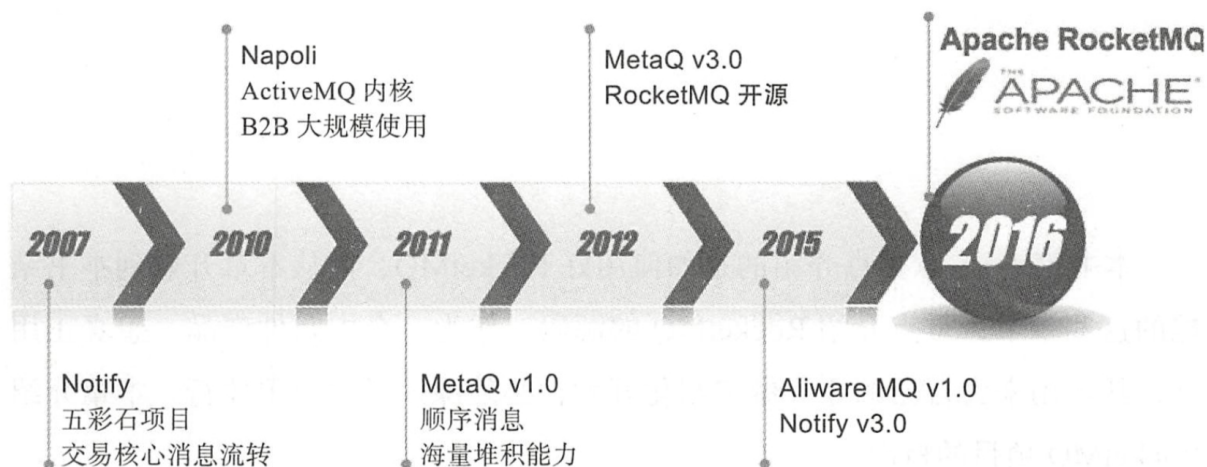 Napoli
ActiveMQ 内核
B2B 大规模使用
MetaQ v3.0
RocketMQ 开源
Apache RocketMQ
THE
APACHE
SOFTWARE FOUNDATION
2007
2010
2011
2012
2015
2016
Notify
五彩石项目
交易核心消息流转
MetaQ v1.0
顺序消息
海量堆积能力
Aliware MQ v1.0
Notify v3.0